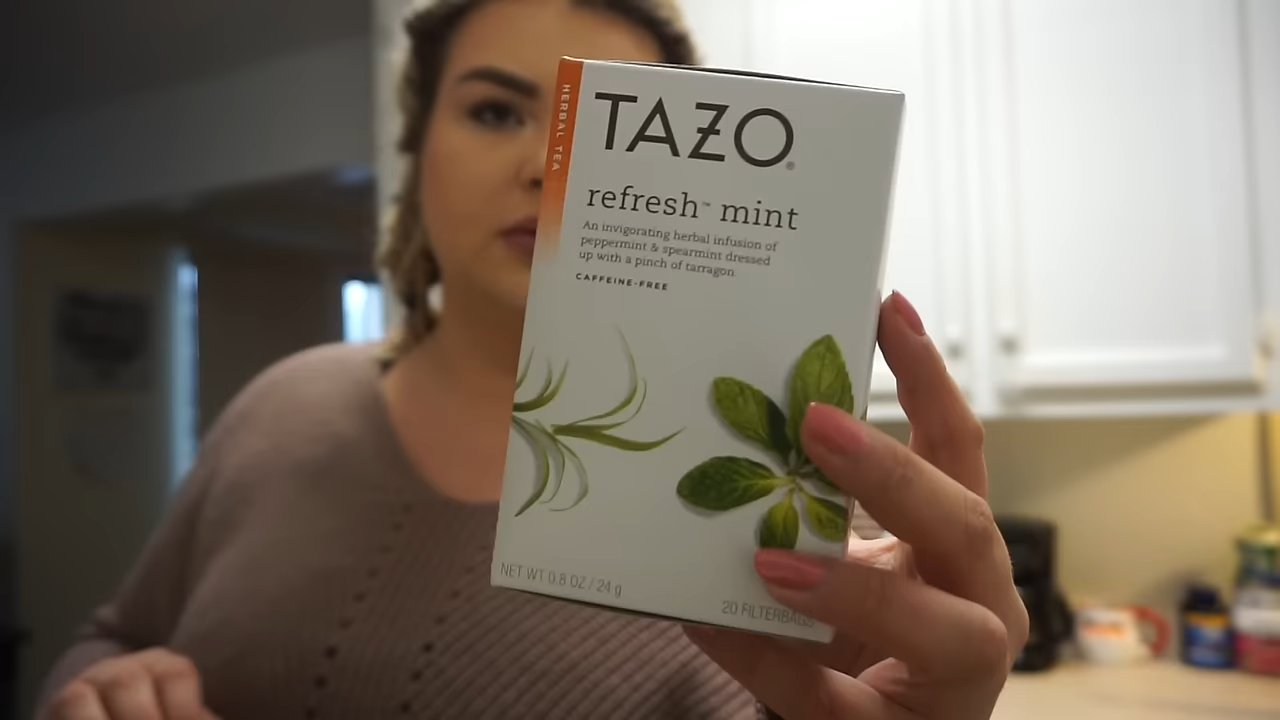 HERBAL TEA
TAZO®
refresh™ mint
An invigorating herbal infusion of
peppermint & spearmint dressed
up with a pinch of tarragon
CAFFEINE-FREE
NET WT 0.8 OZ / 24 g
20 FILTERBAGS